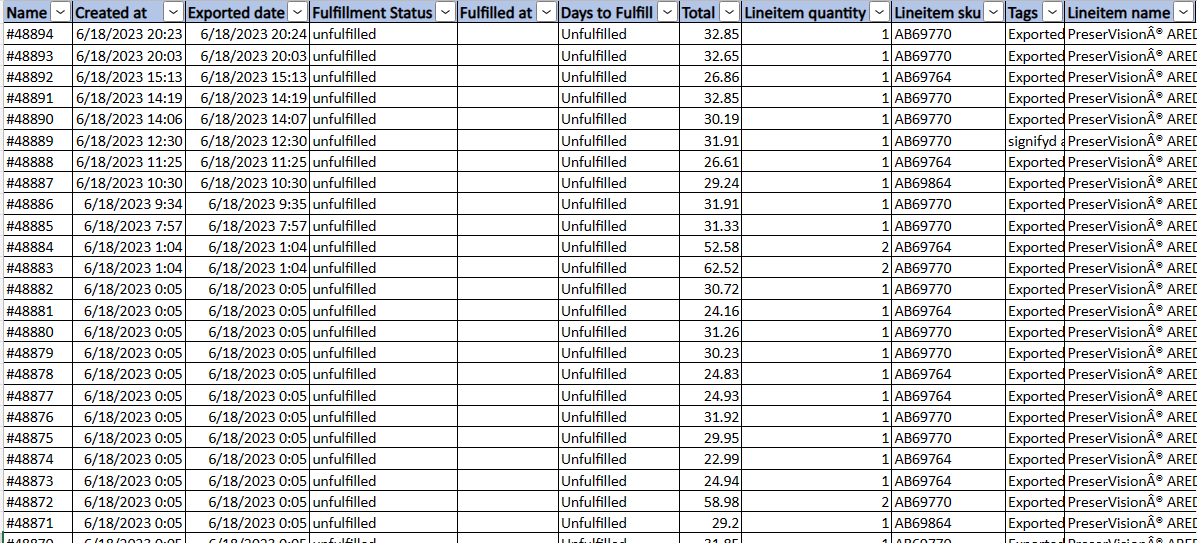 Name Created at Exported date Fulfillment Status Fulfilled at Days to Fulfill Total Lineitem quantity Lineitem sku Tags Lineitem name
#48894 6/18/2023 20:23 6/18/2023 20:24 unfulfilled Unfulfilled 32.85 1 AB69770 Exported PreserVisionÂ® ARED
#48893 6/18/2023 20:03 6/18/2023 20:03 unfulfilled Unfulfilled 32.65 1 AB69770 Exported PreserVisionÂ® ARED
#48892 6/18/2023 15:13 6/18/2023 15:13 unfulfilled Unfulfilled 26.86 1 AB69764 Exported PreserVisionÂ® ARED
#48891 6/18/2023 14:19 6/18/2023 14:19 unfulfilled Unfulfilled 32.85 1 AB69770 Exported PreserVisionÂ® ARED
#48890 6/18/2023 14:06 6/18/2023 14:07 unfulfilled Unfulfilled 30.19 1 AB69770 Exported PreserVisionÂ® ARED
#48889 6/18/2023 12:30 6/18/2023 12:30 unfulfilled Unfulfilled 31.91 1 AB69770 signifyd a PreserVisionÂ® ARED
#48888 6/18/2023 11:25 6/18/2023 11:25 unfulfilled Unfulfilled 26.61 1 AB69764 Exported PreserVisionÂ® ARED
#48887 6/18/2023 10:30 6/18/2023 10:30 unfulfilled Unfulfilled 29.24 1 AB69864 Exported PreserVisionÂ® ARED
#48886 6/18/2023 9:34 6/18/2023 9:35 unfulfilled Unfulfilled 31.91 1 AB69770 Exported PreserVisionÂ® ARED
#48885 6/18/2023 7:57 6/18/2023 7:57 unfulfilled Unfulfilled 31.33 1 AB69770 Exported PreserVisionÂ® ARED
#48884 6/18/2023 1:04 6/18/2023 1:04 unfulfilled Unfulfilled 52.58 2 AB69764 Exported PreserVisionÂ® ARED
#48883 6/18/2023 1:04 6/18/2023 1:04 unfulfilled Unfulfilled 62.52 2 AB69770 Exported PreserVisionÂ® ARED
#48882 6/18/2023 0:05 6/18/2023 0:05 unfulfilled Unfulfilled 30.72 1 AB69770 Exported PreserVisionÂ® ARED
#48881 6/18/2023 0:05 6/18/2023 0:05 unfulfilled Unfulfilled 24.16 1 AB69764 Exported PreserVisionÂ® ARED
#48880 6/18/2023 0:05 6/18/2023 0:05 unfulfilled Unfulfilled 31.26 1 AB69770 Exported PreserVisionÂ® ARED
#48879 6/18/2023 0:05 6/18/2023 0:05 unfulfilled Unfulfilled 30.23 1 AB69770 Exported PreserVisionÂ® ARED
#48878 6/18/2023 0:05 6/18/2023 0:05 unfulfilled Unfulfilled 24.83 1 AB69764 Exported PreserVisionÂ® ARED
#48877 6/18/2023 0:05 6/18/2023 0:05 unfulfilled Unfulfilled 24.93 1 AB69764 Exported PreserVisionÂ® ARED
#48876 6/18/2023 0:05 6/18/2023 0:05 unfulfilled Unfulfilled 31.92 1 AB69770 Exported PreserVisionÂ® ARED
#48875 6/18/2023 0:05 6/18/2023 0:05 unfulfilled Unfulfilled 29.95 1 AB69770 Exported PreserVisionÂ® ARED
#48874 6/18/2023 0:05 6/18/2023 0:05 unfulfilled Unfulfilled 22.99 1 AB69764 Exported PreserVisionÂ® ARED
#48873 6/18/2023 0:05 6/18/2023 0:05 unfulfilled Unfulfilled 24.94 1 AB69764 Exported PreserVisionÂ® ARED
#48872 6/18/2023 0:05 6/18/2023 0:05 unfulfilled Unfulfilled 58.98 2 AB69770 Exported PreserVisionÂ® ARED
#48871 6/18/2023 0:05 6/18/2023 0:05 unfulfilled Unfulfilled 29.2 1 AB69864 Exported PreserVisionÂ® ARED